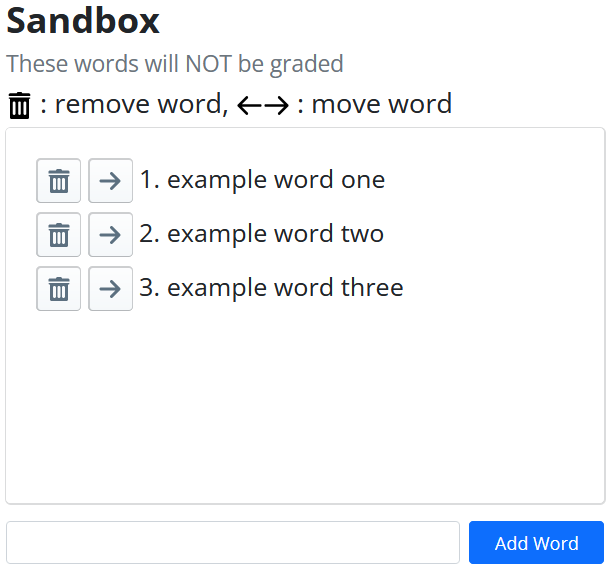 Sandbox
These words will NOT be graded
: remove word, ←→ : move word
→ 1. example word one
→ 2. example word two
→ 3. example word three
Add Word